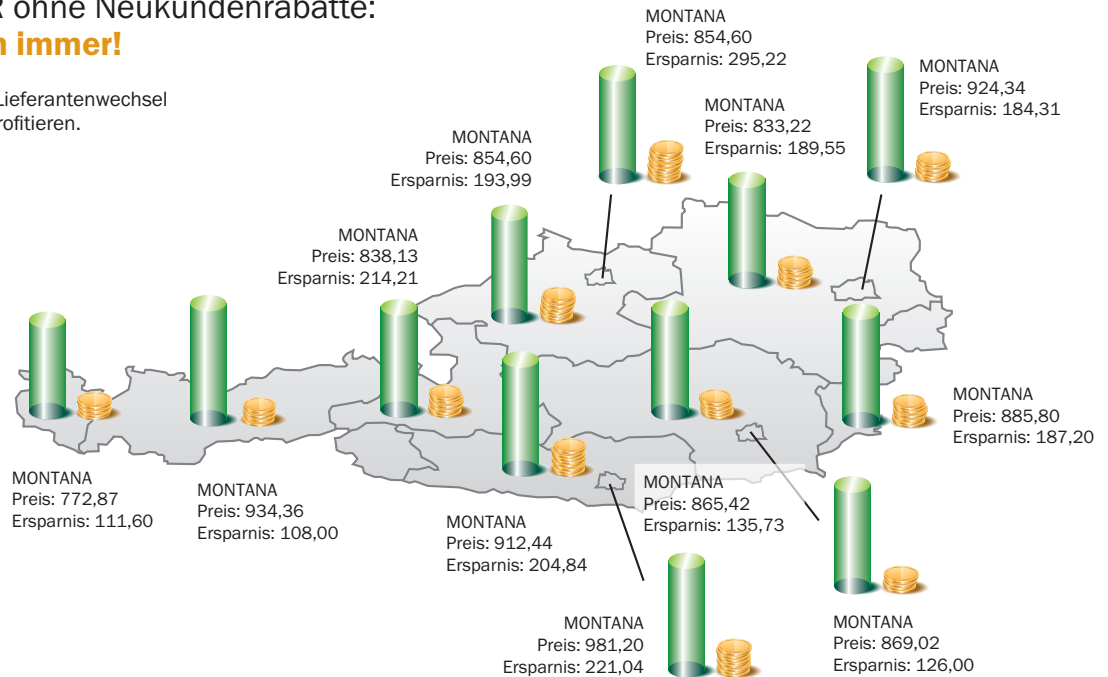 ohne Neukundenrabatte:
immer!
Lieferantenwechsel
MONTANA
Preis: 854,60
Ersparnis: 295,22
MONTANA
Preis: 924,34
Ersparnis: 184,31
MONTANA
Preis: 833,22
Ersparnis: 189,55
MONTANA
Preis: 854,60
Ersparnis: 193,99
MONTANA
Preis: 838,13
Ersparnis: 214,21
MONTANA
Preis: 885,80
Ersparnis: 187,20
MONTANA
Preis: 772,87
Ersparnis: 111,60
MONTANA
Preis: 934,36
Ersparnis: 108,00
MONTANA
Preis: 912,44
Ersparnis: 204,84
MONTANA
Preis: 865,42
Ersparnis: 135,73
MONTANA
Preis: 981,20
Ersparnis: 221,04
MONTANA
Preis: 869,02
Ersparnis: 126,00